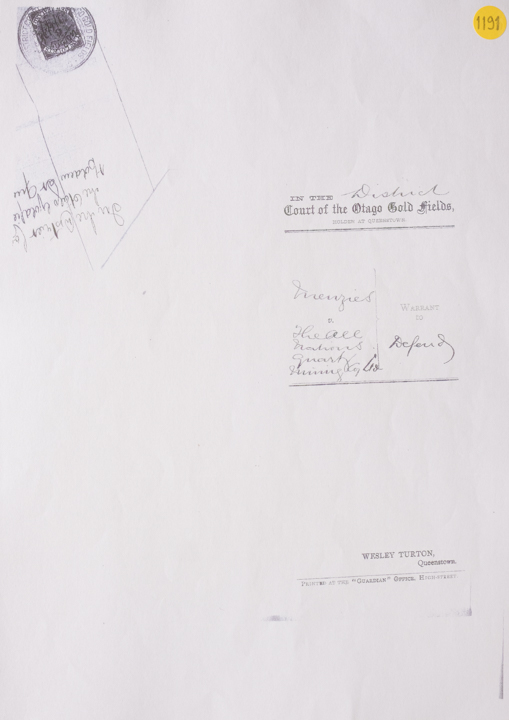 1191
IN THE District
Court of the Otago Gold Fields,
HOLDEN AT QUEENSTOWN
Menzies
v.
The All
Nations
Quartz
Mining Coy Ltd
WARRANT
TO
Defend
WESLEY TURTON,
Queenstown.
PRINTED AT THE "GUARDIAN" OFFICE, HIGH-STREET